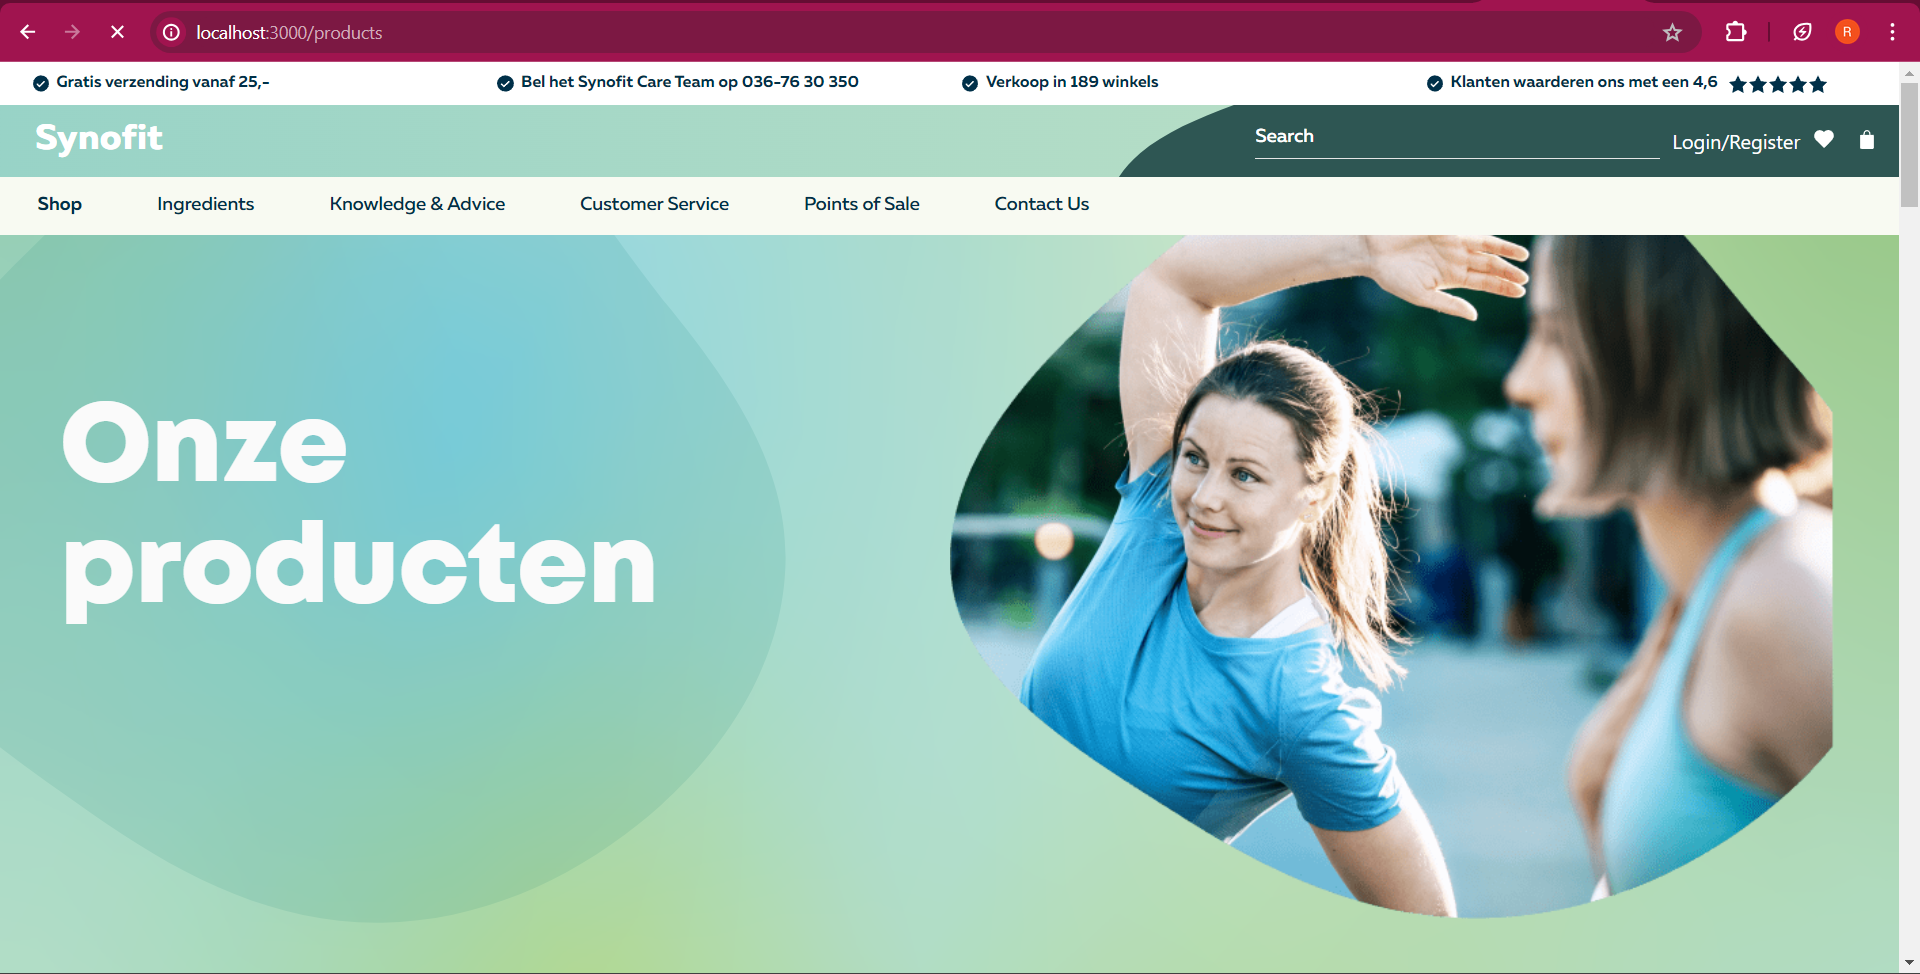 localhost:3000/products
R
Gratis verzending vanaf 25,-
Bel het Synofit Care Team op 036-76 30 350
Verkoop in 189 winkels
Klanten waarderen ons met een 4,6
Synofit
Search
Login/Register
Shop
Ingredients
Knowledge & Advice
Customer Service
Points of Sale
Contact Us
Onze
producten